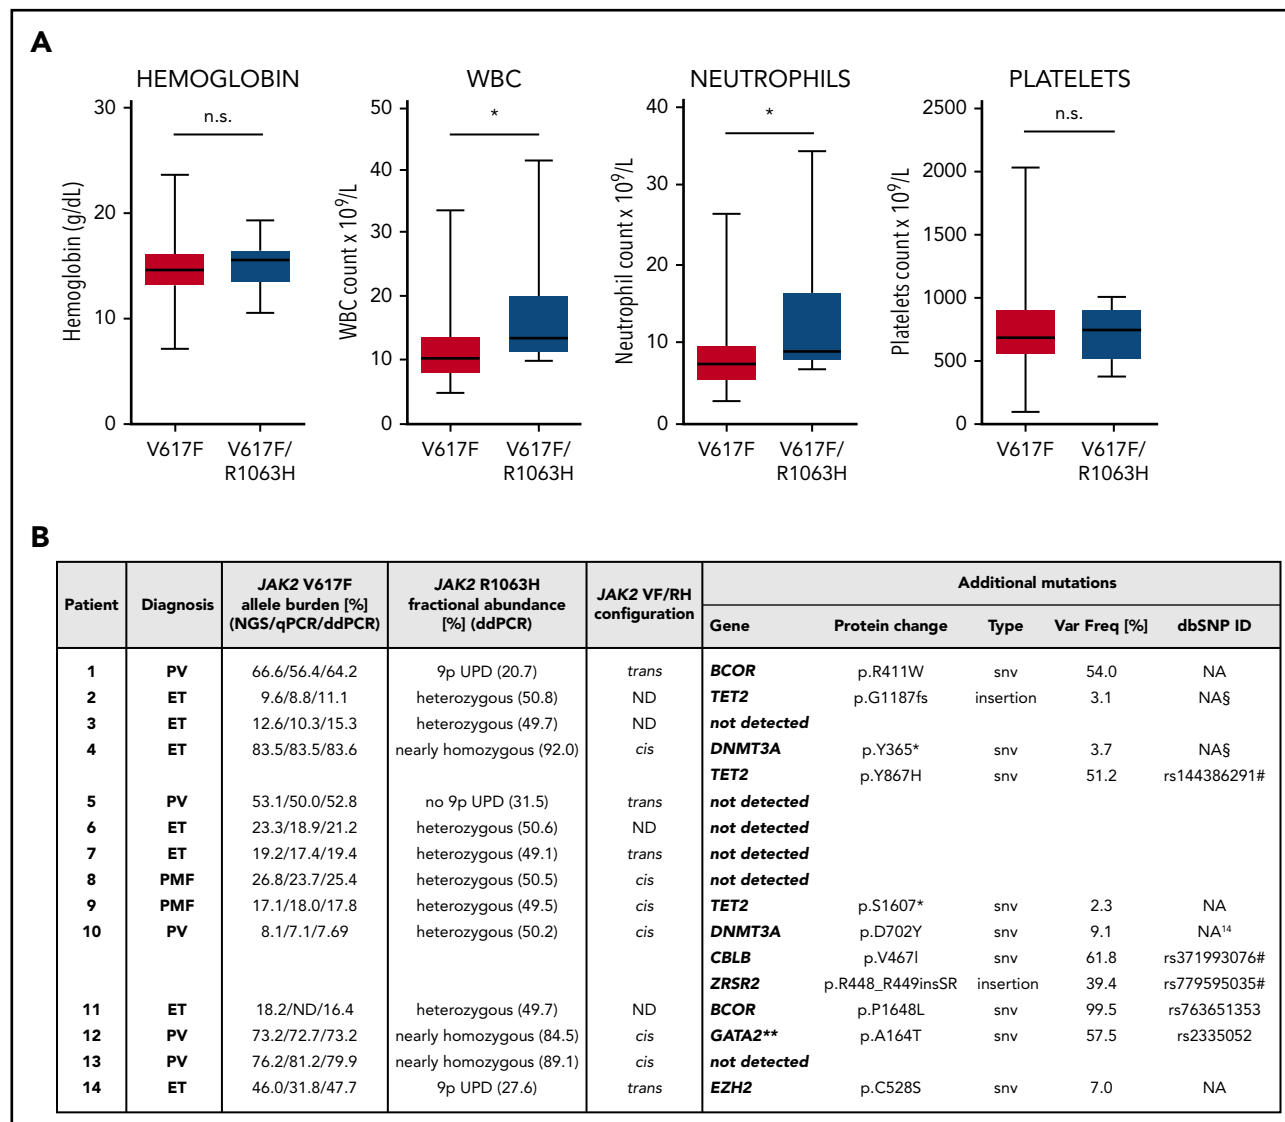 A
HEMOGLOBIN
WBC
NEUTROPHILS
PLATELETS
30
20
10
0
Hemoglobin (g/dL)
n.s.
V617F
V617F/
R1063H
50
40
30
20
10
0
WBC count x 10⁹/L
*
V617F
V617F/
R1063H
40
30
20
10
0
Neutrophil count x 10⁹/L
*
V617F
V617F/
R1063H
2500
2000
1500
1000
500
0
Platelets count x 10⁹/L
n.s.
V617F
V617F/
R1063H
B
Patient Diagnosis JAK2 V617F allele burden [%] (NGS/qPCR/ddPCR) JAK2 R1063H fractional abundance [%] (ddPCR) JAK2 VF/RH configuration Additional mutations
Gene Protein change Type Var Freq [%] dbSNP ID
1 PV 66.6/56.4/64.2 9p UPD (20.7) trans BCOR p.R411W snv 54.0 NA
2 ET 9.6/8.8/11.1 heterozygous (50.8) ND TET2 p.G1187fs insertion 3.1 NA§
3 ET 12.6/10.3/15.3 heterozygous (49.7) ND not detected
4 ET 83.5/83.5/83.6 nearly homozygous (92.0) cis DNMT3A p.Y365* snv 3.7 NA§
TET2 p.Y867H snv 51.2 rs144386291#
5 PV 53.1/50.0/52.8 no 9p UPD (31.5) trans not detected
6 ET 23.3/18.9/21.2 heterozygous (50.6) ND not detected
7 ET 19.2/17.4/19.4 heterozygous (49.1) trans not detected
8 PMF 26.8/23.7/25.4 heterozygous (50.5) cis not detected
9 PMF 17.1/18.0/17.8 heterozygous (49.5) cis TET2 p.S1607* snv 2.3 NA
10 PV 8.1/7.1/7.69 heterozygous (50.2) cis DNMT3A p.D702Y snv 9.1 NA¹⁴
CBLB p.V467I snv 61.8 rs371993076#
ZRSR2 p.R448_R449insSR insertion 39.4 rs779595035#
11 ET 18.2/ND/16.4 heterozygous (49.7) ND BCOR p.P1648L snv 99.5 rs763651353
12 PV 73.2/72.7/73.2 nearly homozygous (84.5) cis GATA2** p.A164T snv 57.5 rs2335052
13 PV 76.2/81.2/79.9 nearly homozygous (89.1) cis not detected
14 ET 46.0/31.8/47.7 9p UPD (27.6) trans EZH2 p.C528S snv 7.0 NA